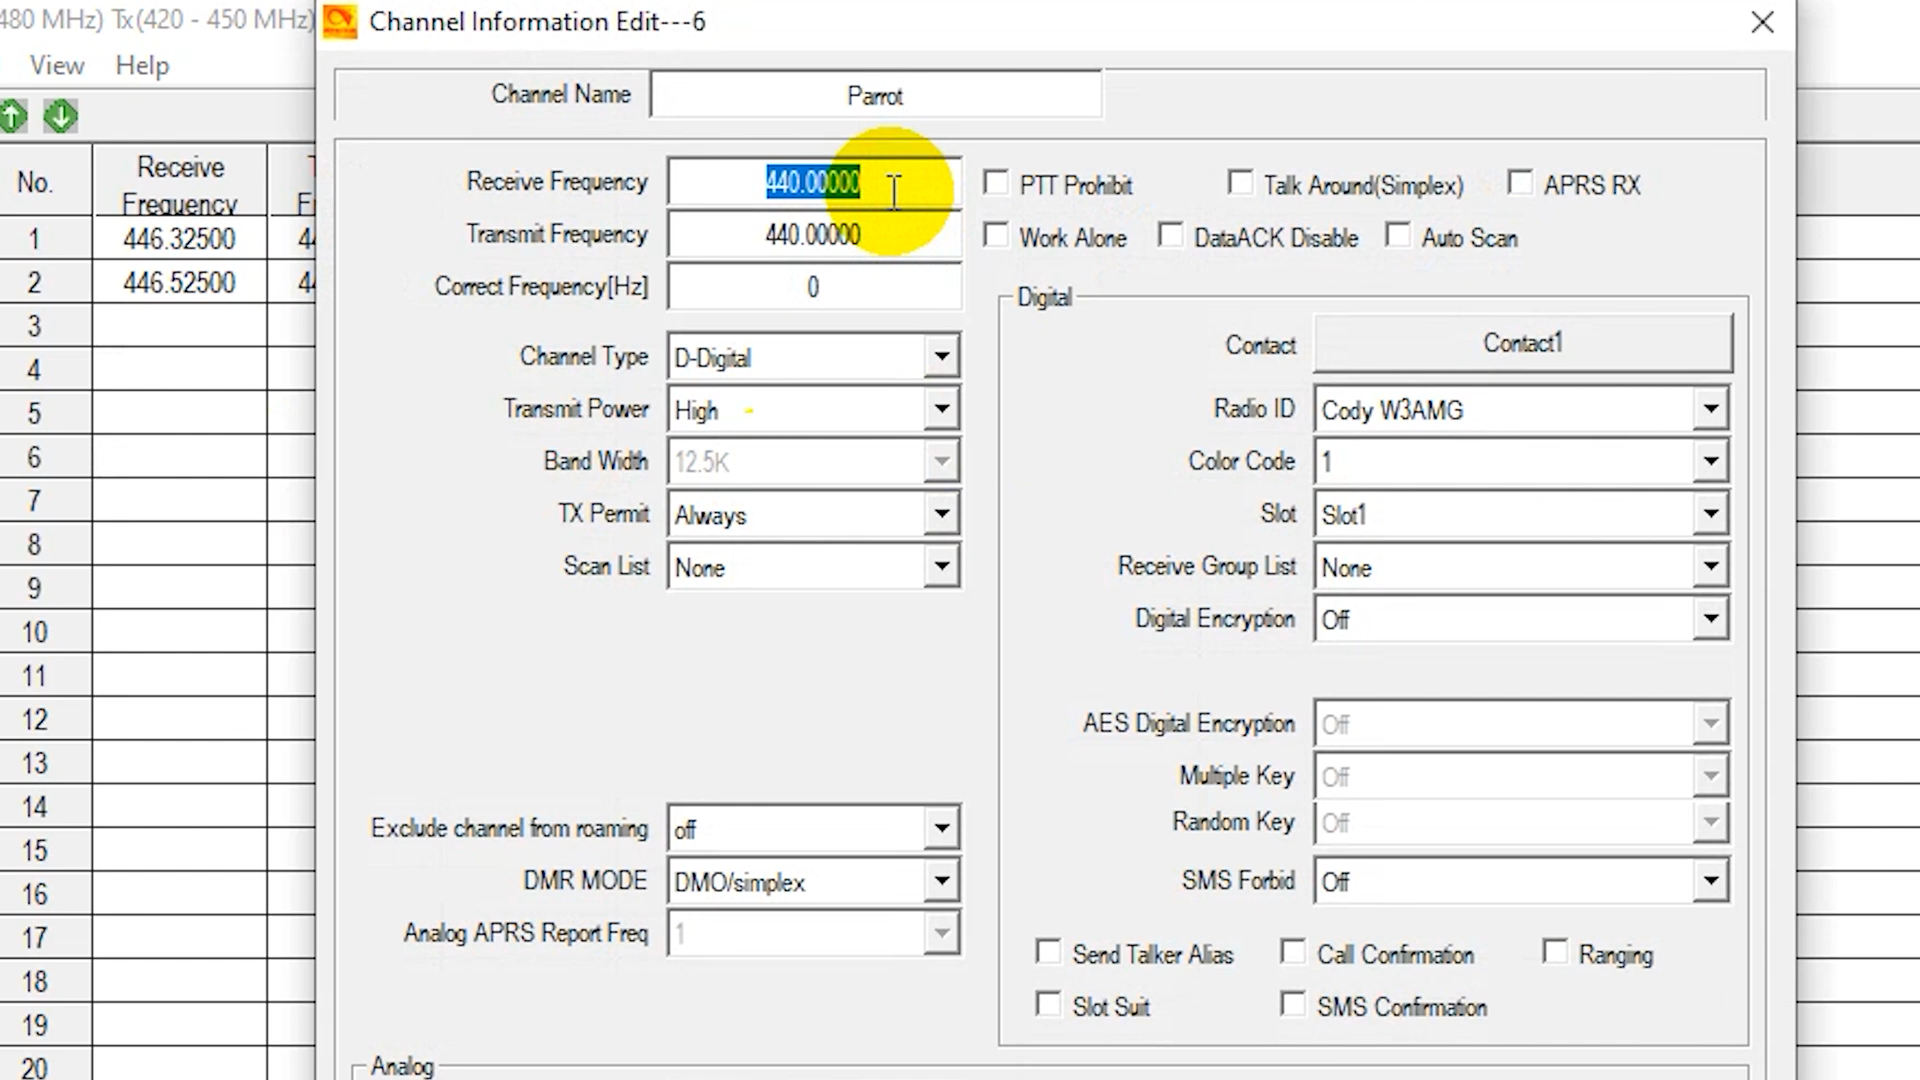 480 MHz) Tx(420 - 450 MHz)
Channel Information Edit---6
View Help
Channel Name Parrot
No. Receive Frequency
Receive Frequency 440.00000
PTT Prohibit Talk Around(Simplex) APRS RX
Transmit Frequency 440.00000
Work Alone DataACK Disable Auto Scan
Correct Frequency[Hz] 0
Digital
1 446.32500 44
2 446.52500 44
3
4
5
6
7
8
9
10
11
12
13
14
15
16
17
18
19
20
Channel Type D-Digital
Transmit Power High
Band Width 12.5K
TX Permit Always
Scan List None
Exclude channel from roaming off
DMR MODE DMO/simplex
Analog APRS Report Freq 1
Contact Contact1
Radio ID Cody W3AMG
Color Code 1
Slot Slot1
Receive Group List None
Digital Encryption Off
AES Digital Encryption Off
Multiple Key Off
Random Key Off
SMS Forbid Off
Send Talker Alias Call Confirmation Ranging
Slot Suit SMS Confirmation
Analog